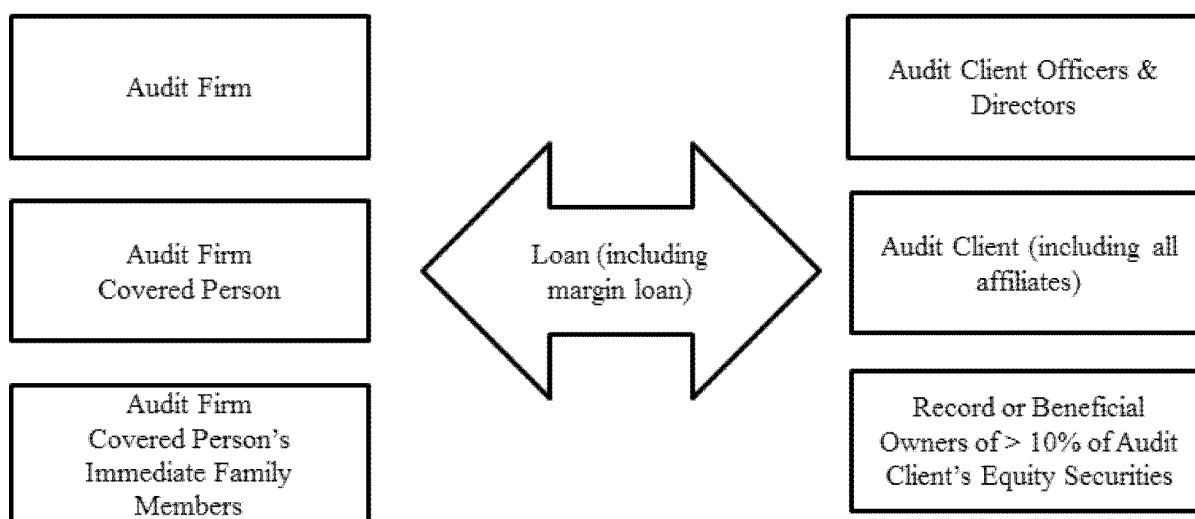 Audit Firm
Audit Firm
Covered Person
Audit Firm
Covered Person's
Immediate Family
Members
Loan (including
margin loan)
Audit Client Officers &
Directors
Audit Client (including all
affiliates)
Record or Beneficial
Owners of > 10% of Audit
Client's Equity Securities